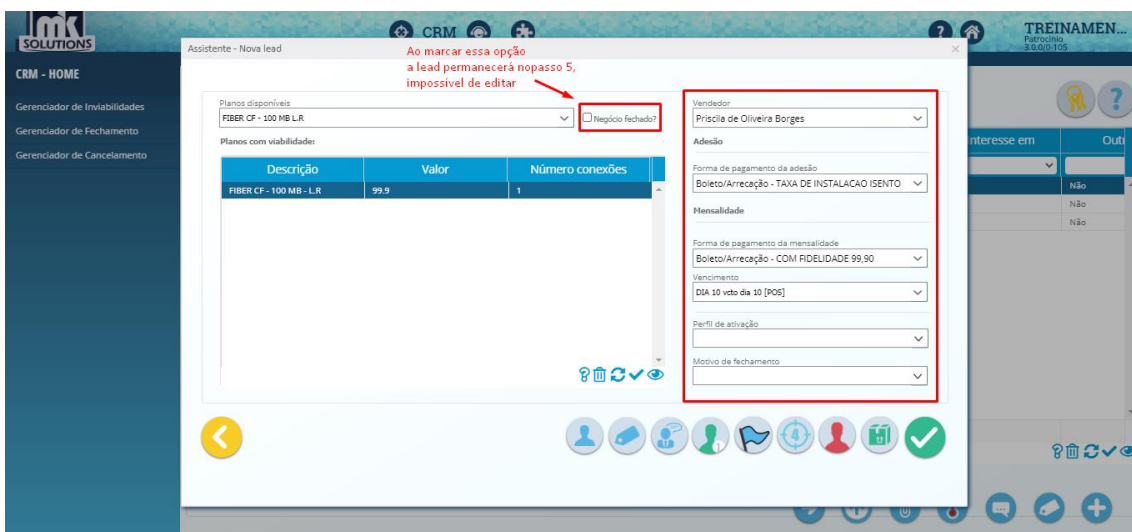 mk
SOLUTIONS
CRM
TREINAMEN...
Patrocinio
3.0.0/0-105
CRM - HOME
Gerenciador de Inviabilidades
Gerenciador de Fechamento
Gerenciador de Cancelamento
Assistente - Nova lead
Ao marcar essa opção
a lead permanecerá nopasso 5,
impossível de editar
Planos disponíveis
FIBER CF - 100 MB L.R
Negócio fechado?
Planos com viabilidade:
Descrição Valor Número conexões
FIBER CF - 100 MB - L.R 99.9 1
Vendedor
Priscila de Oliveira Borges
Adesão
Forma de pagamento da adesão
Boleto/Arrecação - TAXA DE INSTALACAO ISENTO
Mensalidade
Forma de pagamento da mensalidade
Boleto/Arrecação - COM FIDELIDADE 99,90
Vencimento
DIA 10 vcto dia 10 [POS]
Perfil de ativação
Motivo de fechamento
1
4
nteresse em Outr
Não
Não
Não